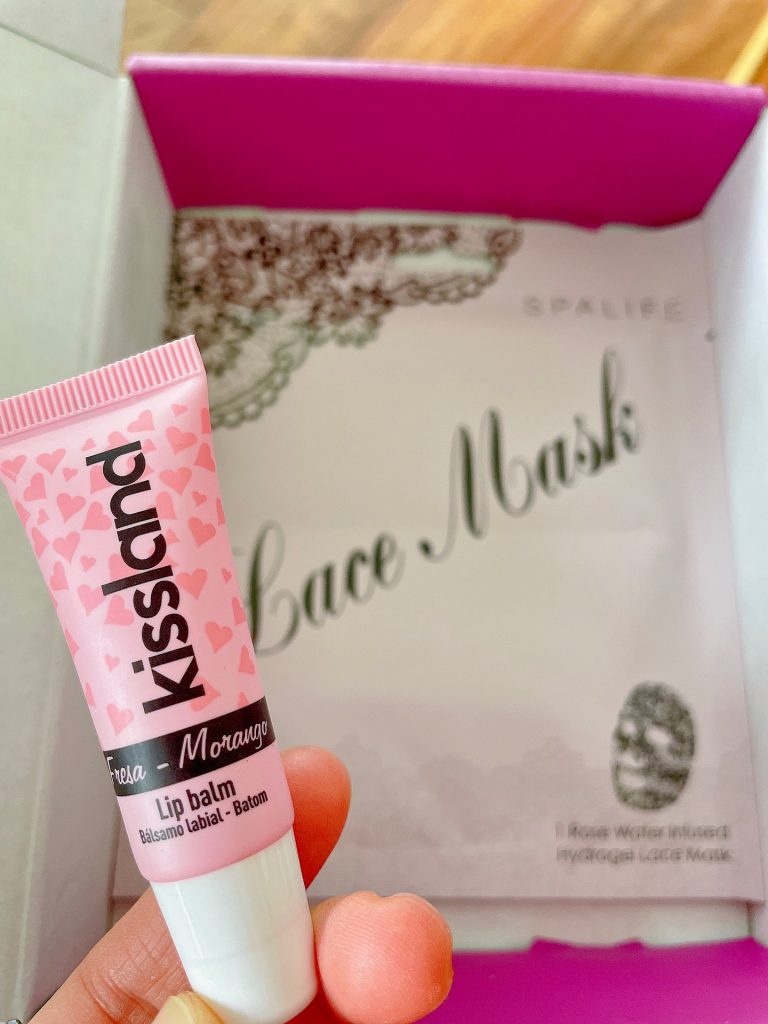 kissland
Fresa - Morango
Lip balm
Bálsamo labial - Batom
SPALIFE
Lace Mask
1 Rose Water Infused
Hydrogel Lace Mask